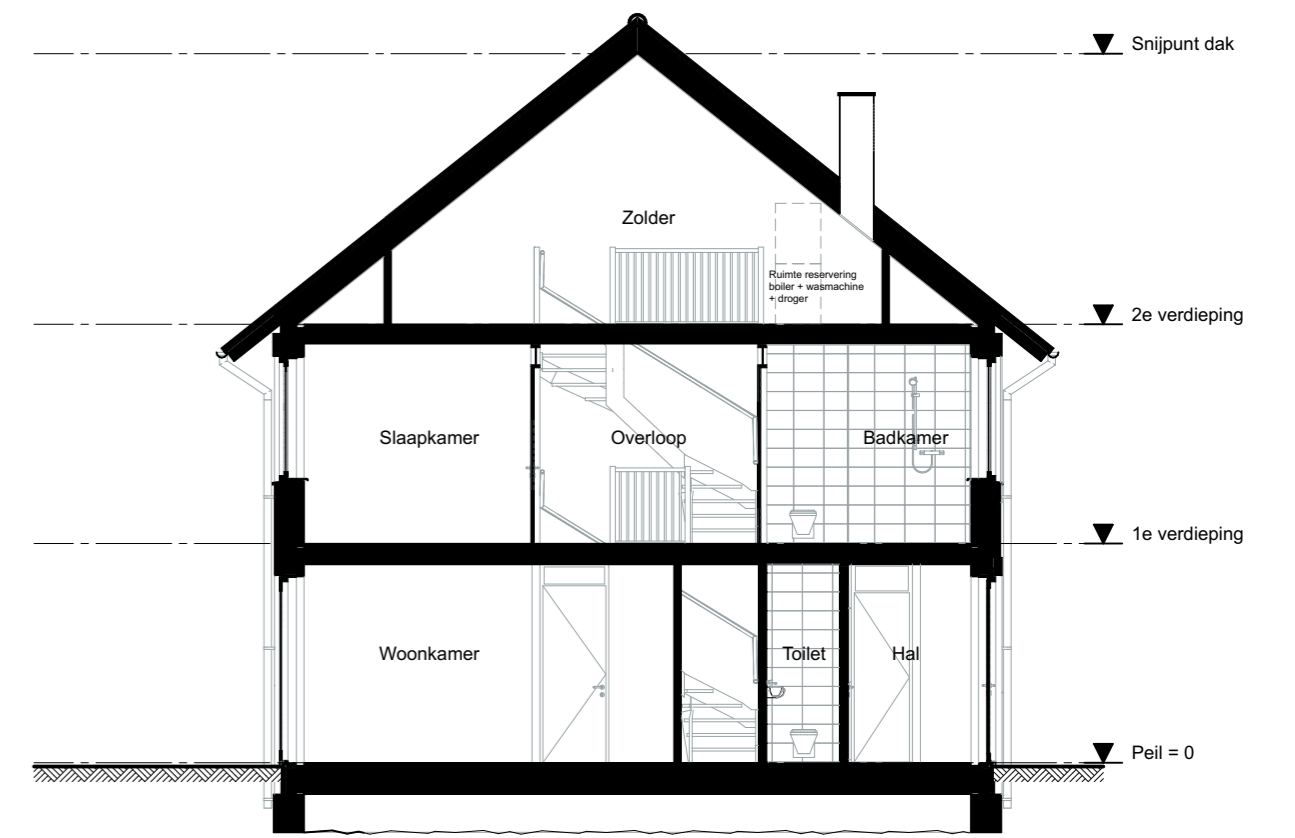 Snijpunt dak
Zolder
Ruimte reservering
boiler + wasmachine
+ droger
2e verdieping
Slaapkamer
Overloop
Badkamer
1e verdieping
Woonkamer
Toilet
Hal
Peil = 0